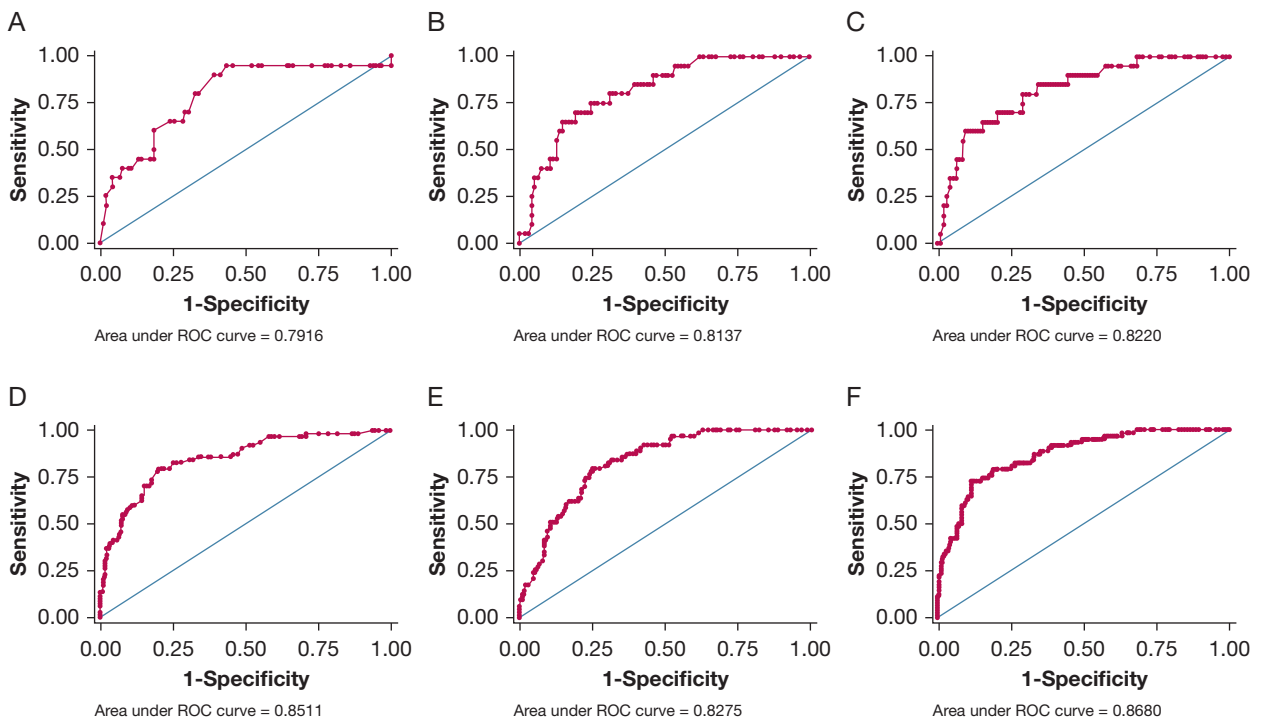 A
1.00
0.75
0.50
0.25
0.00
Sensitivity
0.00 0.25 0.50 0.75 1.00
1-Specificity
Area under ROC curve = 0.7916
B
1.00
0.75
0.50
0.25
0.00
Sensitivity
0.00 0.25 0.50 0.75 1.00
1-Specificity
Area under ROC curve = 0.8137
C
1.00
0.75
0.50
0.25
0.00
Sensitivity
0.00 0.25 0.50 0.75 1.00
1-Specificity
Area under ROC curve = 0.8220
D
1.00
0.75
0.50
0.25
0.00
Sensitivity
0.00 0.25 0.50 0.75 1.00
1-Specificity
Area under ROC curve = 0.8511
E
1.00
0.75
0.50
0.25
0.00
Sensitivity
0.00 0.25 0.50 0.75 1.00
1-Specificity
Area under ROC curve = 0.8275
F
1.00
0.75
0.50
0.25
0.00
Sensitivity
0.00 0.25 0.50 0.75 1.00
1-Specificity
Area under ROC curve = 0.8680